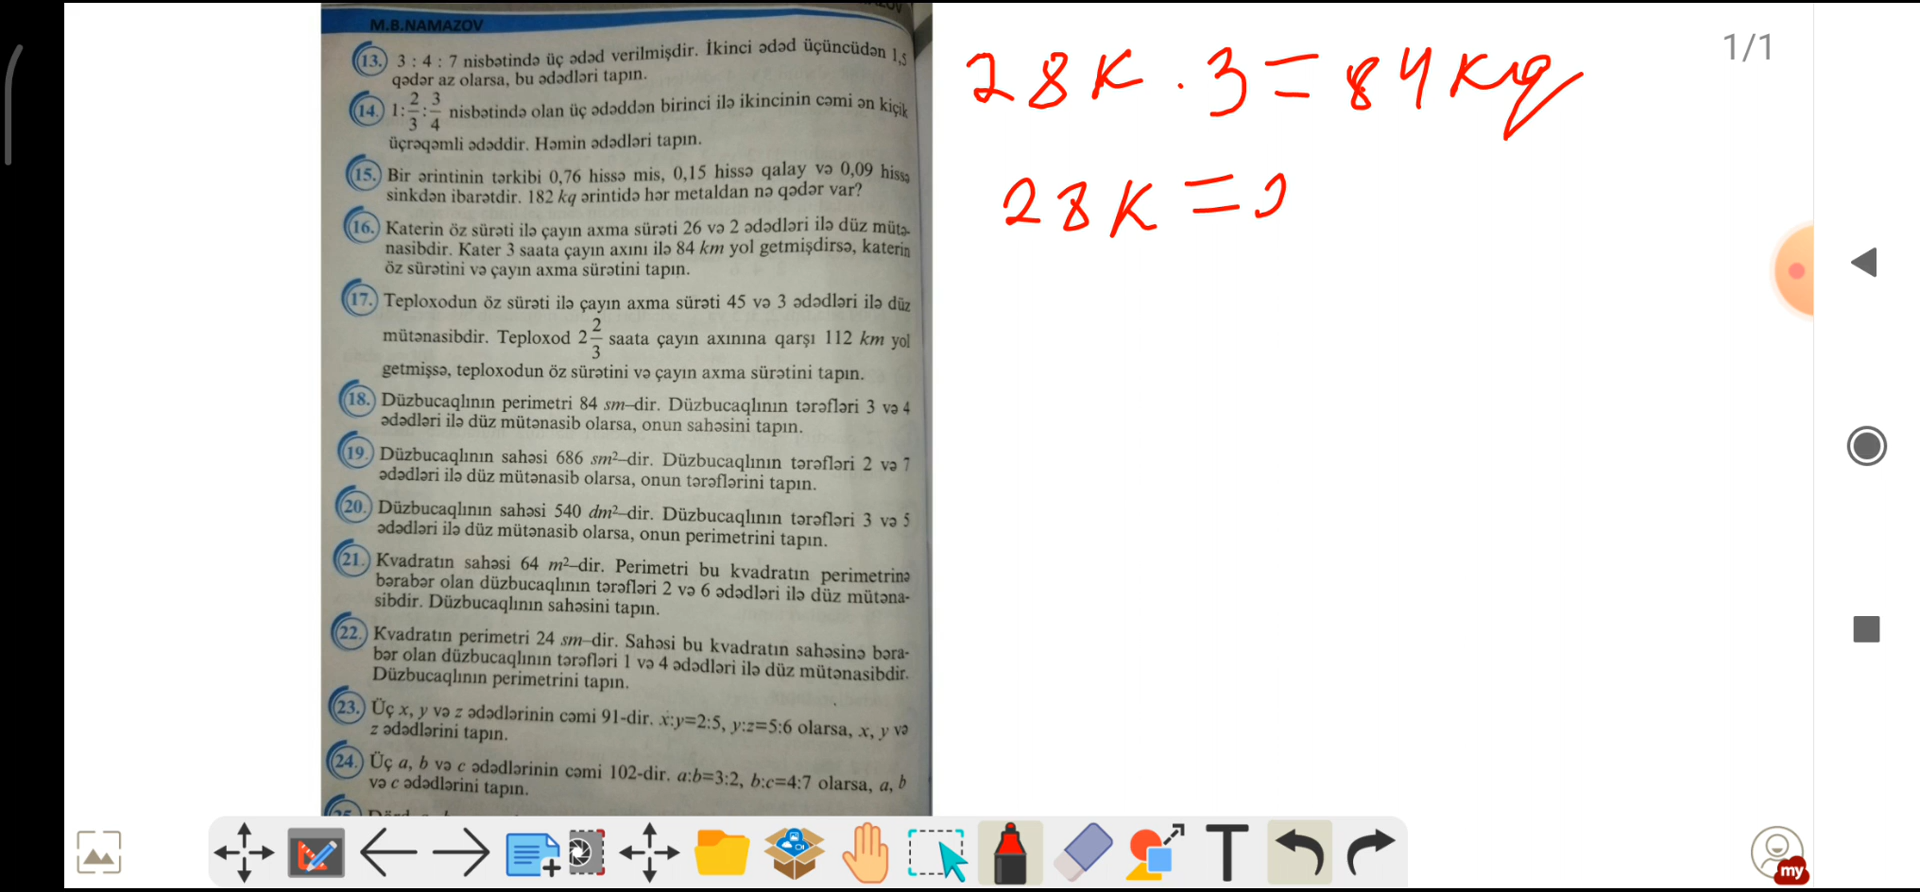 M.B.NAMAZOV
13. 3 : 4 : 7 nisbətində üç ədəd verilmişdir. İkinci ədəd üçüncüdən 1,5
qədər az olarsa, bu ədədləri tapın.
14. 1:2/3:3/4 nisbətində olan üç ədəddən birinci ilə ikincinin cəmi ən kiçik
üçrəqəmli ədəddir. Həmin ədədləri tapın.
15. Bir ərintinin tərkibi 0,76 hissə mis, 0,15 hissə qalay və 0,09 hissə
sinkdən ibarətdir. 182 kq ərintidə hər metaldan nə qədər var?
16. Katerin öz sürəti ilə çayın axma sürəti 26 və 2 ədədləri ilə düz mütə-
nasibdir. Kater 3 saata çayın axını ilə 84 km yol getmişdirsə, katerin
öz sürətini və çayın axma sürətini tapın.
17. Teploxodun öz sürəti ilə çayın axma sürəti 45 və 3 ədədləri ilə düz
mütənasibdir. Teploxod 2 2/3 saata çayın axınına qarşı 112 km yol
getmişsə, teploxodun öz sürətini və çayın axma sürətini tapın.
18. Düzbucaqlının perimetri 84 sm–dir. Düzbucaqlının tərəfləri 3 və 4
ədədləri ilə düz mütənasib olarsa, onun sahəsini tapın.
19. Düzbucaqlının sahəsi 686 sm²–dir. Düzbucaqlının tərəfləri 2 və 7
ədədləri ilə düz mütənasib olarsa, onun tərəflərini tapın.
20. Düzbucaqlının sahəsi 540 dm²–dir. Düzbucaqlının tərəfləri 3 və 5
ədədləri ilə düz mütənasib olarsa, onun perimetrini tapın.
21. Kvadratın sahəsi 64 m²–dir. Perimetri bu kvadratın perimetrinə
bərabər olan düzbucaqlının tərəfləri 2 və 6 ədədləri ilə düz mütəna-
sibdir. Düzbucaqlının sahəsini tapın.
22. Kvadratın perimetri 24 sm–dir. Sahəsi bu kvadratın sahəsinə bəra-
bər olan düzbucaqlının tərəfləri 1 və 4 ədədləri ilə düz mütənasibdir.
Düzbucaqlının perimetrini tapın.
23. Üç x, y və z ədədlərinin cəmi 91-dir. x:y=2:5, y:z=5:6 olarsa, x, y və
z ədədlərini tapın.
24. Üç a, b və c ədədlərinin cəmi 102-dir. a:b=3:2, b:c=4:7 olarsa, a, b
və c ədədlərini tapın.
28K · 3 = 84
28K =
1/1
T
my